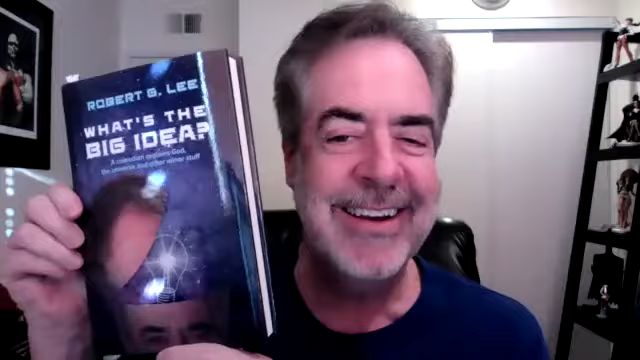 ROBERT G. LEE
WHAT'S THE
BIG IDEA?
A comedian explains God,
the universe and other minor stuff